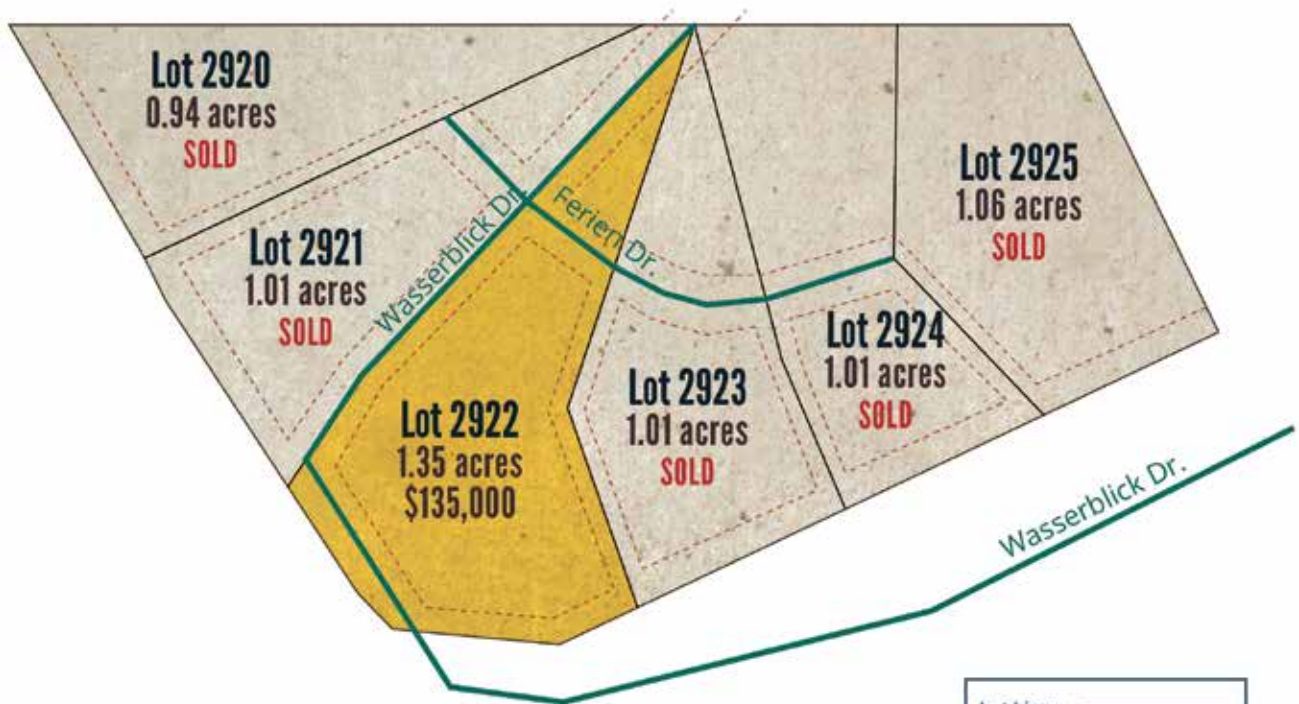 Lot 2920
0.94 acres
SOLD
Lot 2921
1.01 acres
SOLD
Wasserblick Dr.
Ferien Dr.
Lot 2922
1.35 acres
$135,000
Lot 2923
1.01 acres
SOLD
Lot 2924
1.01 acres
SOLD
Lot 2925
1.06 acres
SOLD
Wasserblick Dr.